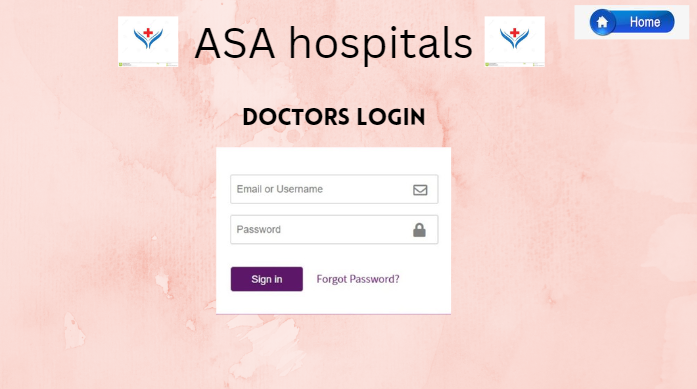 ASA hospitals
Home
DOCTORS LOGIN
Email or Username
Password
Sign in
Forgot Password?